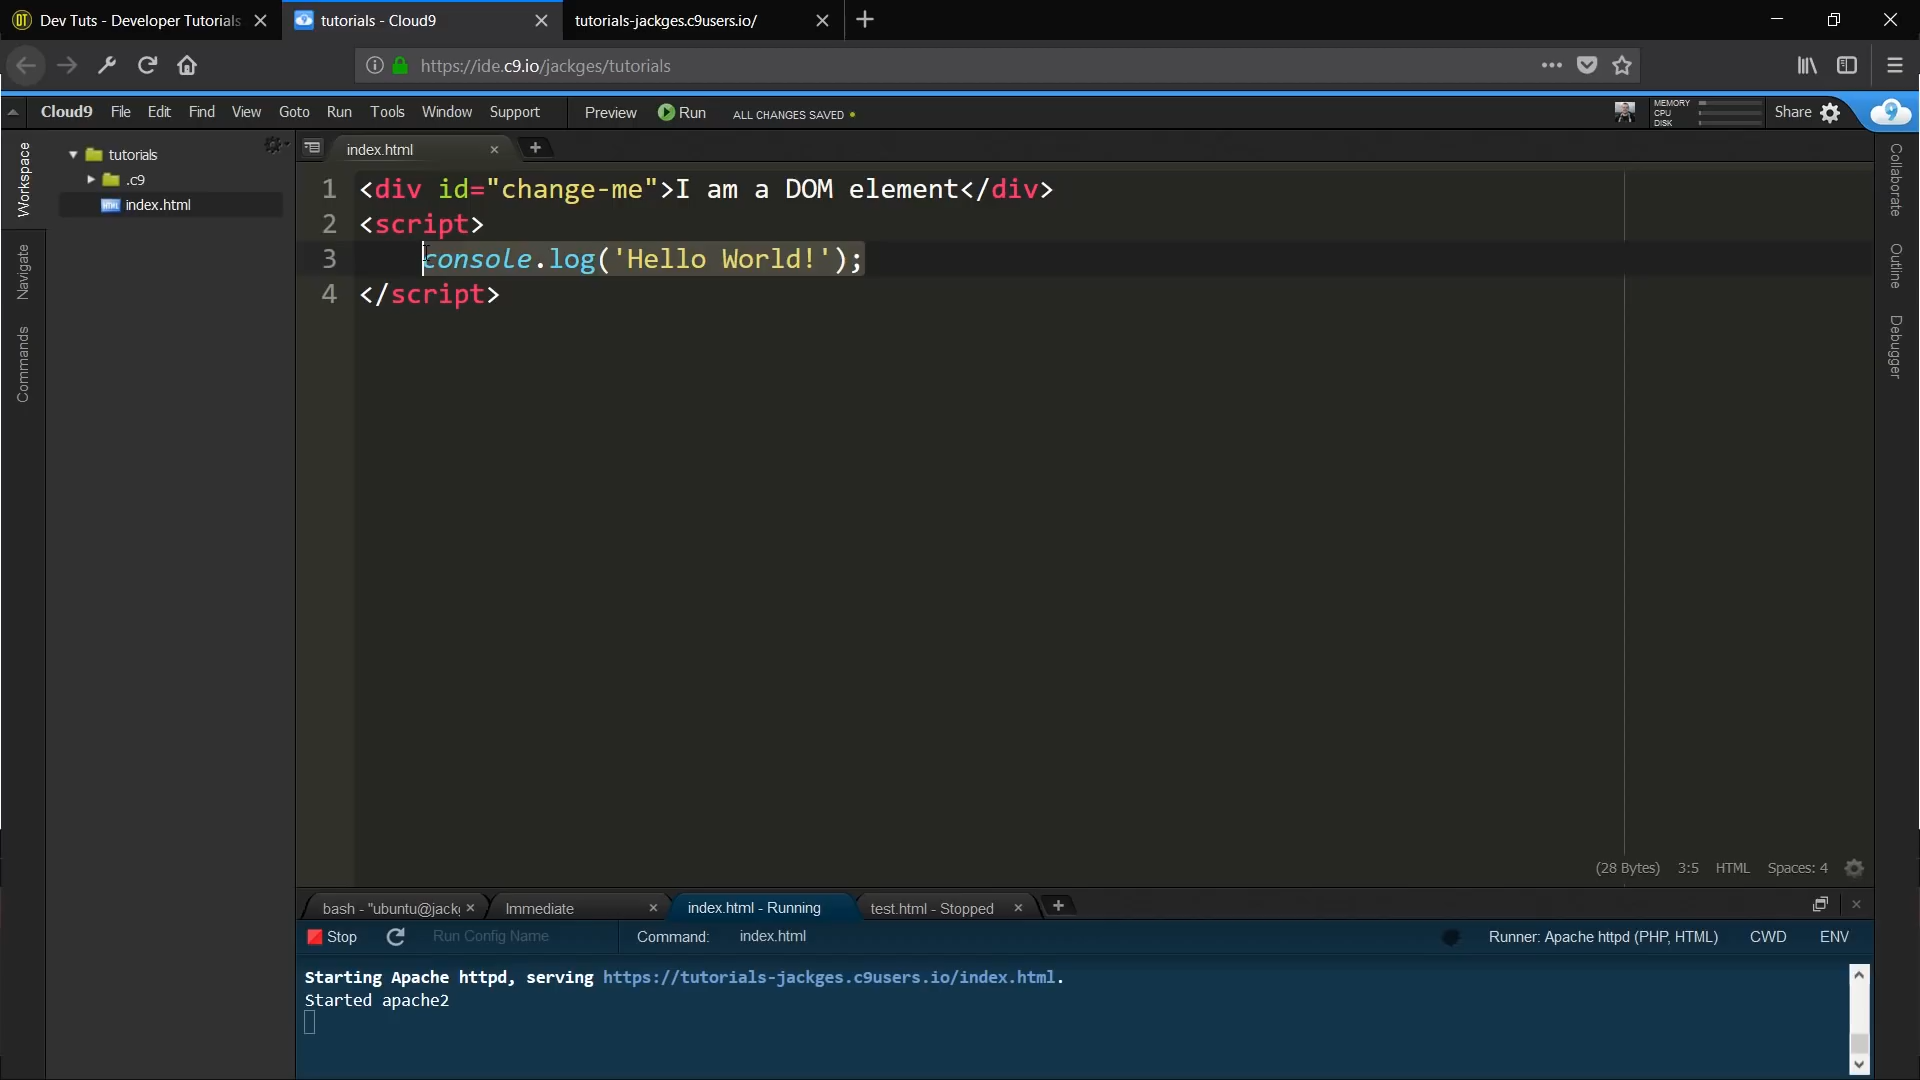 Dev Tuts - Developer Tutorials
tutorials - Cloud9
tutorials-jackges.c9users.io/
https://ide.c9.io/jackges/tutorials
Cloud9 File Edit Find View Goto Run Tools Window Support Preview Run ALL CHANGES SAVED
MEMORY
CPU
DISK
Share
Workspace
Navigate
Commands
tutorials
.c9
index.html
index.html
1 <div id="change-me">I am a DOM element</div>
2 <script>
3 console.log('Hello World!');
4 </script>
Collaborate
Outline
Debugger
(28 Bytes) 3:5 HTML Spaces: 4
bash - "ubuntu@jackg
Immediate
index.html - Running
test.html - Stopped
Stop Run Config Name Command: index.html Runner: Apache httpd (PHP, HTML) CWD ENV
Starting Apache httpd, serving https://tutorials-jackges.c9users.io/index.html.
Started apache2